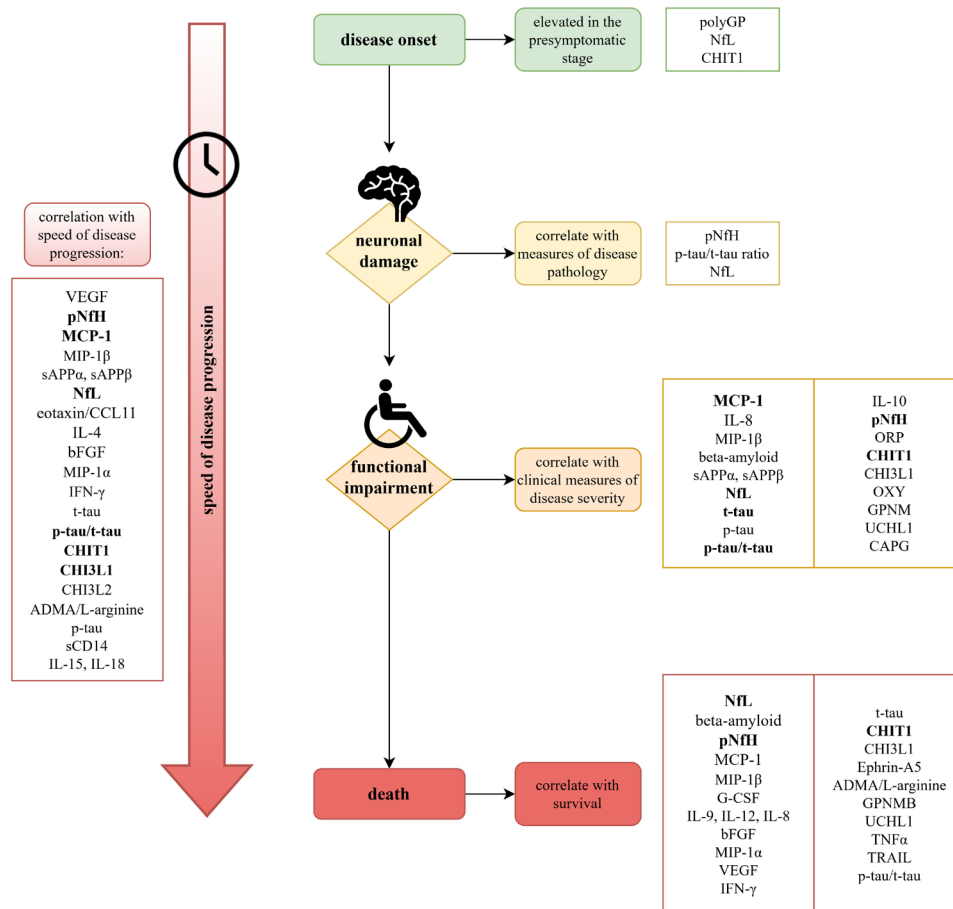 disease onset
elevated in the
presymptomatic
stage
polyGP
NfL
CHIT1
correlation with
speed of disease
progression:
VEGF
pNfH
MCP-1
MIP-1β
sAPPα, sAPPβ
NfL
eotaxin/CCL11
IL-4
bFGF
MIP-1α
IFN-γ
t-tau
p-tau/t-tau
CHIT1
CHI3L1
CHI3L2
ADMA/L-arginine
p-tau
sCD14
IL-15, IL-18
speed of disease progression
neuronal
damage
correlate with
measures of disease
pathology
pNfH
p-tau/t-tau ratio
NfL
functional
impairment
correlate with
clinical measures of
disease severity
MCP-1
IL-8
MIP-1β
beta-amyloid
sAPPα, sAPPβ
NfL
t-tau
p-tau
p-tau/t-tau
IL-10
pNfH
ORP
CHIT1
CHI3L1
OXY
GPNM
UCHL1
CAPG
death
correlate with
survival
NfL
beta-amyloid
pNfH
MCP-1
MIP-1β
G-CSF
IL-9, IL-12, IL-8
bFGF
MIP-1α
VEGF
IFN-γ
t-tau
CHIT1
CHI3L1
Ephrin-A5
ADMA/L-arginine
GPNMB
UCHL1
TNFα
TRAIL
p-tau/t-tau